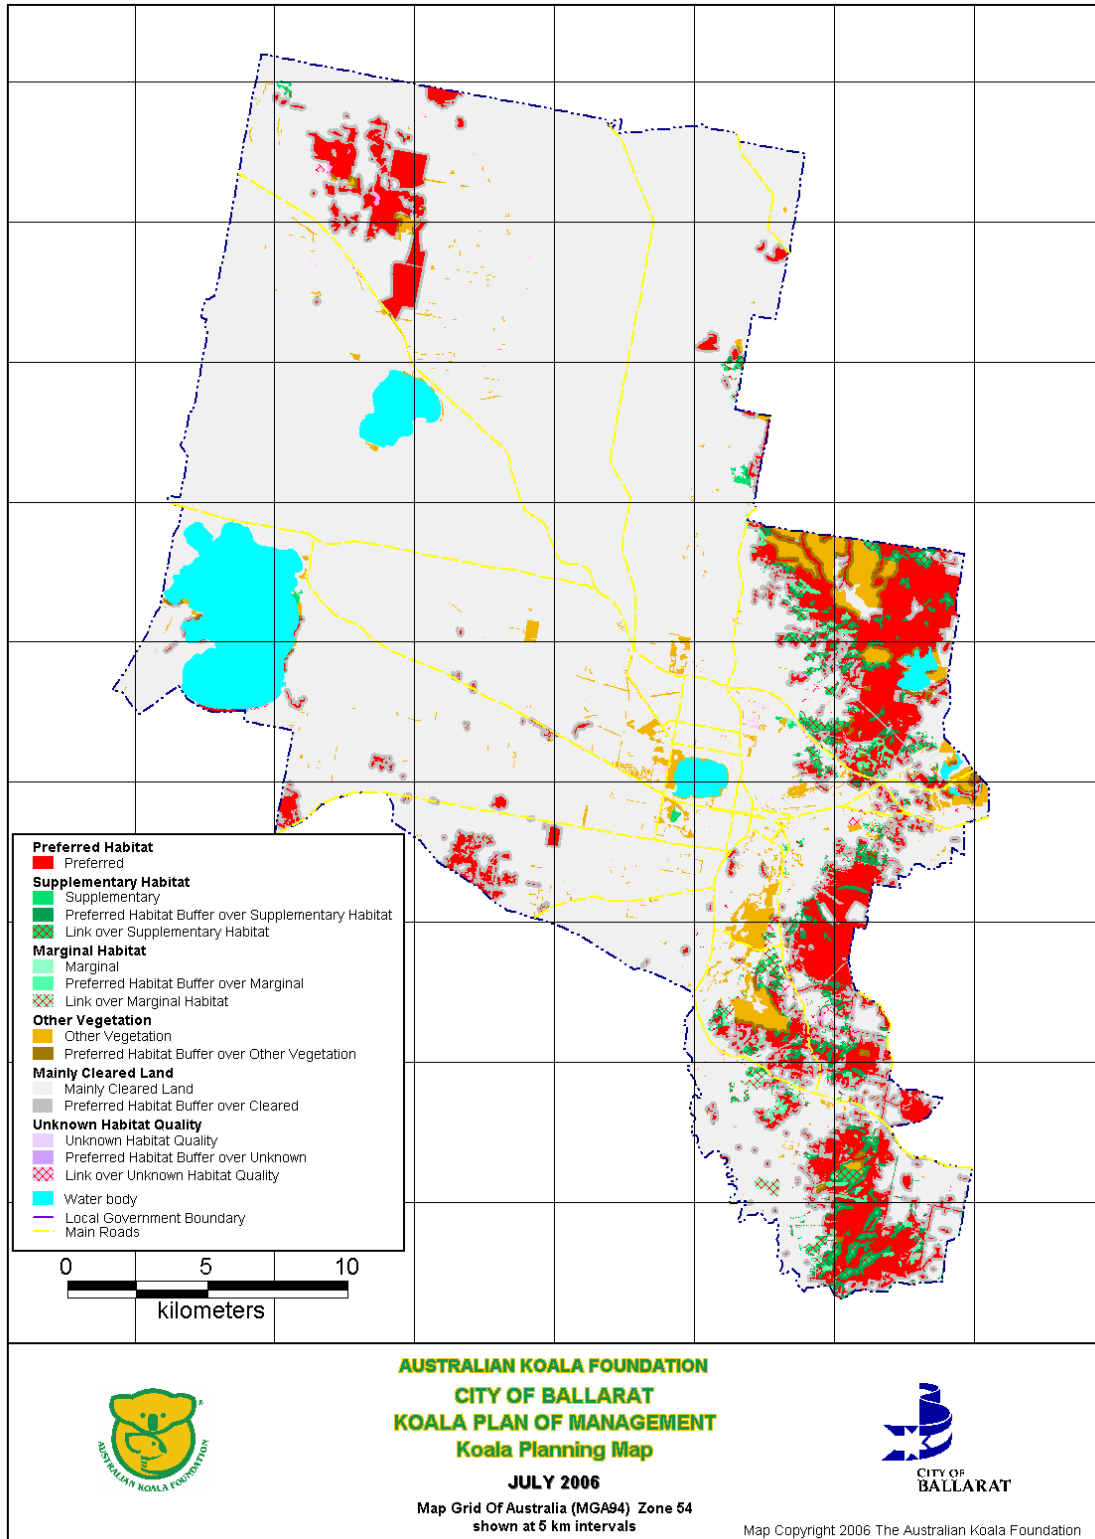 Preferred Habitat
Preferred
Supplementary Habitat
Supplementary
Preferred Habitat Buffer over Supplementary Habitat
Link over Supplementary Habitat
Marginal Habitat
Marginal
Preferred Habitat Buffer over Marginal
Link over Marginal Habitat
Other Vegetation
Other Vegetation
Preferred Habitat Buffer over Other Vegetation
Mainly Cleared Land
Mainly Cleared Land
Preferred Habitat Buffer over Cleared
Unknown Habitat Quality
Unknown Habitat Quality
Preferred Habitat Buffer over Unknown
Link over Unknown Habitat Quality
Water body
Local Government Boundary
Main Roads
0 5 10
kilometers
AUSTRALIAN KOALA FOUNDATION
CITY OF BALLARAT
KOALA PLAN OF MANAGEMENT
Koala Planning Map
JULY 2006
Map Grid Of Australia (MGA94) Zone 54
shown at 5 km intervals
AUSTRALIAN KOALA FOUNDATION
CITY OF
BALLARAT
Map Copyright 2006 The Australian Koala Foundation